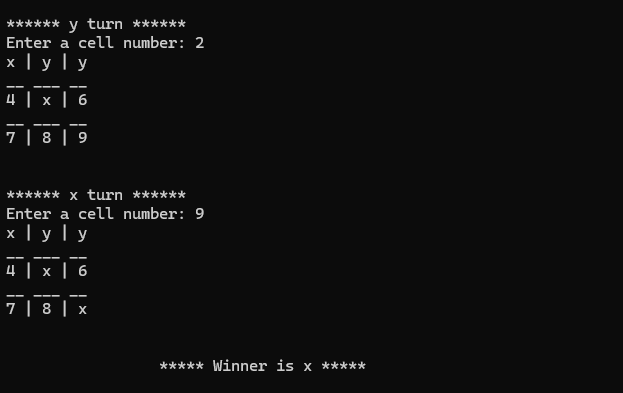 ****** y turn ******
Enter a cell number: 2
x | y | y
__ ___ __
4 | x | 6
__ ___ __
7 | 8 | 9
****** x turn ******
Enter a cell number: 9
x | y | y
__ ___ __
4 | x | 6
__ ___ __
7 | 8 | x
***** Winner is x *****